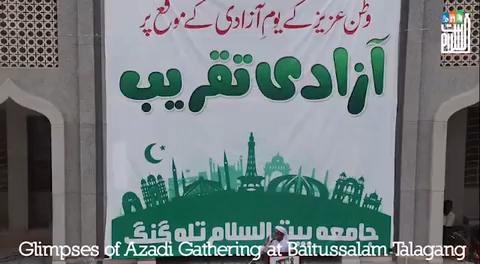 وطن عزیز کے یومِ آزادی کے موقع پر
آزادی تقریب
جامعہ بیت السلام تلہ گنگ
Glimpses of Azadi Gathering at Baitussalam Talagang